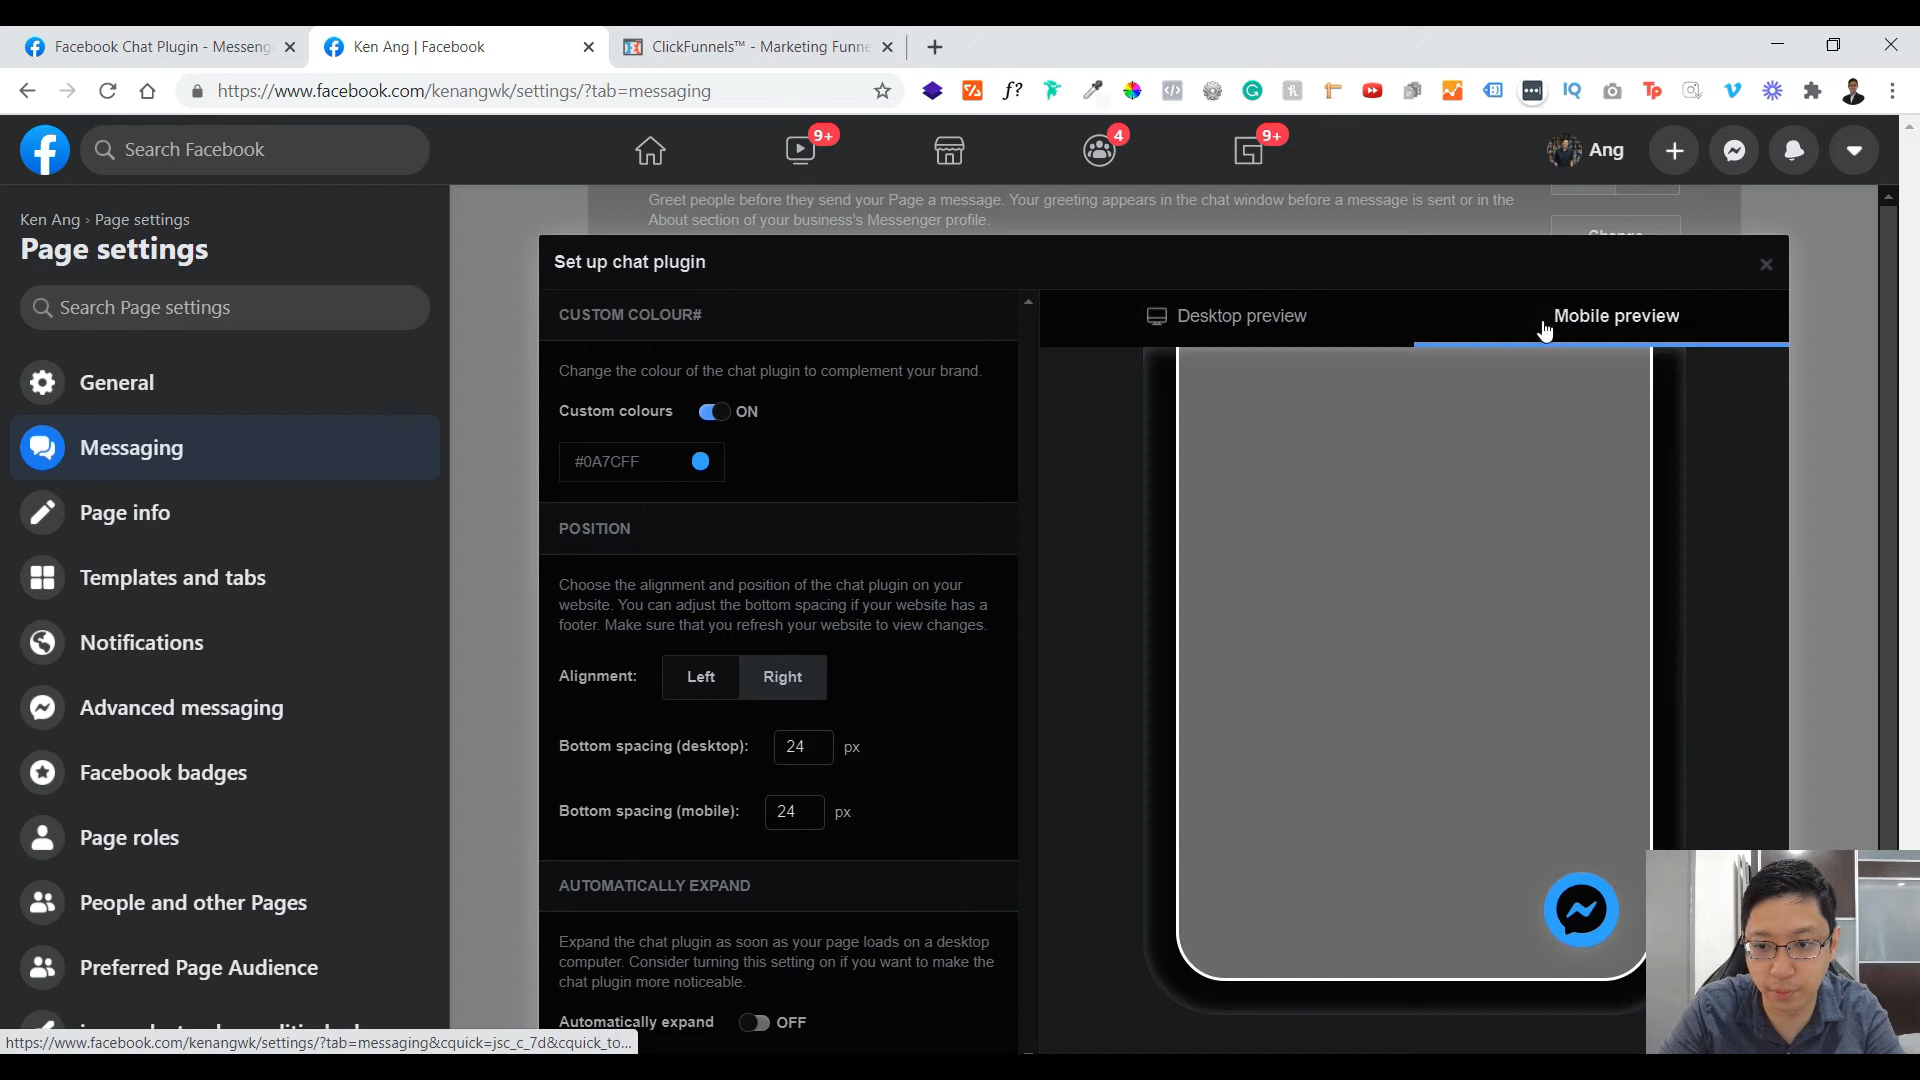 Facebook Chat Plugin - Messeng
Ken Ang | Facebook
ClickFunnels™ - Marketing Funne
https://www.facebook.com/kenangwk/settings/?tab=messaging
Search Facebook
9+
4
9+
Ang
Ken Ang › Page settings
Page settings
Search Page settings
General
Messaging
Page info
Templates and tabs
Notifications
Advanced messaging
Facebook badges
Page roles
People and other Pages
Preferred Page Audience
https://www.facebook.com/kenangwk/settings/?tab=messaging&cquick=jsc_c_7d&cquick_to...
Greet people before they send your Page a message. Your greeting appears in the chat window before a message is sent or in the
About section of your business's Messenger profile.
Change
Set up chat plugin
CUSTOM COLOUR#
Change the colour of the chat plugin to complement your brand.
Custom colours ON
#0A7CFF
POSITION
Choose the alignment and position of the chat plugin on your
website. You can adjust the bottom spacing if your website has a
footer. Make sure that you refresh your website to view changes.
Alignment: Left Right
Bottom spacing (desktop): 24 px
Bottom spacing (mobile): 24 px
AUTOMATICALLY EXPAND
Expand the chat plugin as soon as your page loads on a desktop
computer. Consider turning this setting on if you want to make the
chat plugin more noticeable.
Automatically expand OFF
Desktop preview
Mobile preview